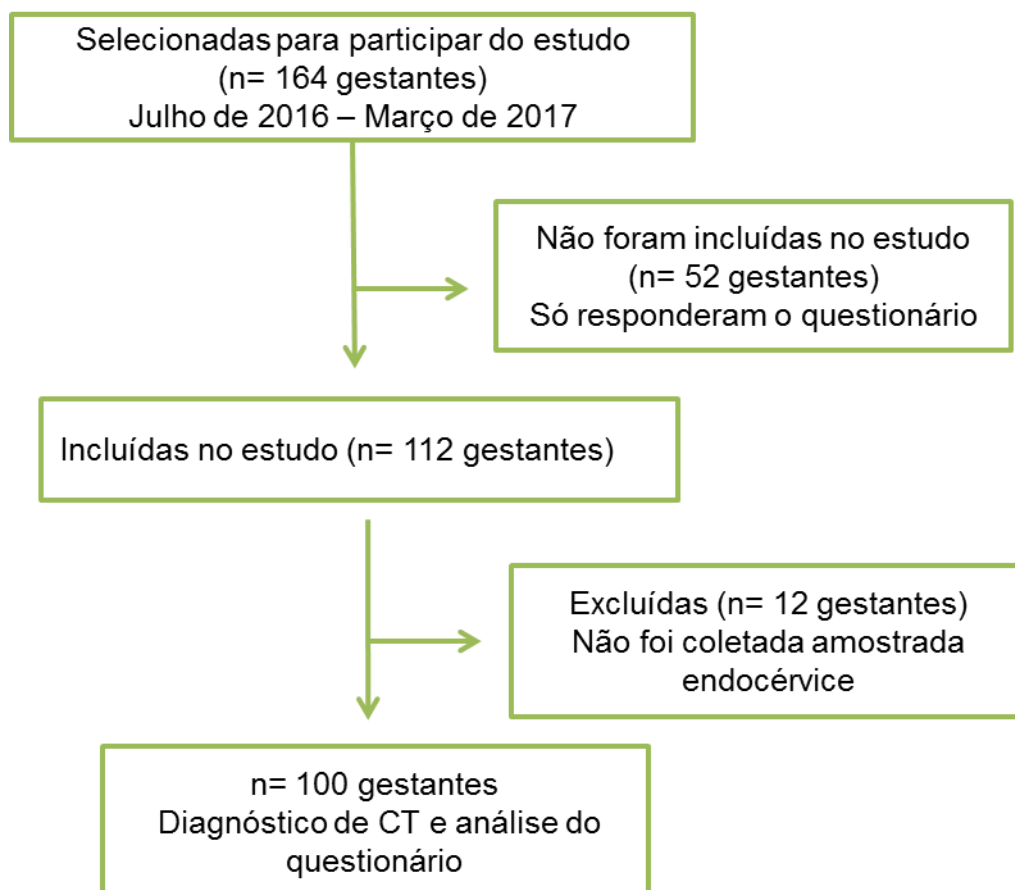 Selecionadas para participar do estudo
(n= 164 gestantes)
Julho de 2016 – Março de 2017
Não foram incluídas no estudo
(n= 52 gestantes)
Só responderam o questionário
Incluídas no estudo (n= 112 gestantes)
Excluídas (n= 12 gestantes)
Não foi coletada amostrada
endocérvice
n= 100 gestantes
Diagnóstico de CT e análise do
questionário